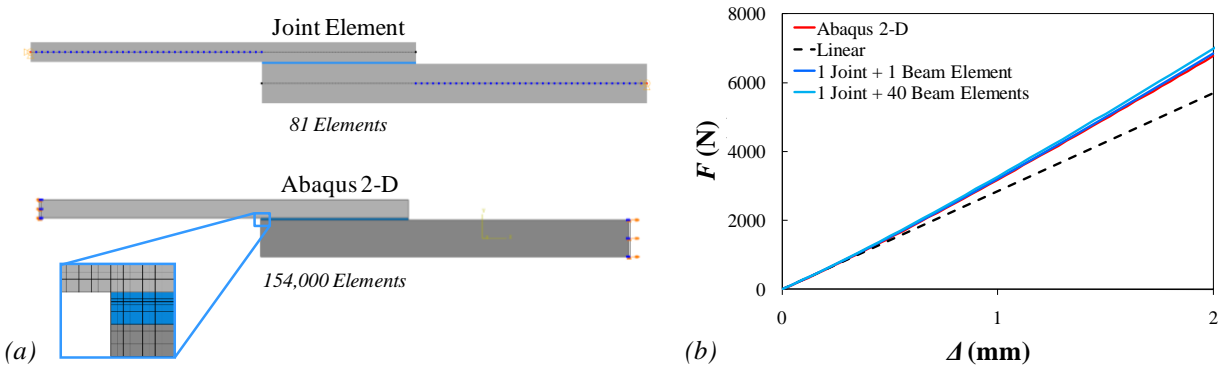 Joint Element
81 Elements
Abaqus 2-D
154,000 Elements
(a)
8000
6000
4000
2000
0
F (N)
Abaqus 2-D
Linear
1 Joint + 1 Beam Element
1 Joint + 40 Beam Elements
0
1
2
Δ (mm)
(b)